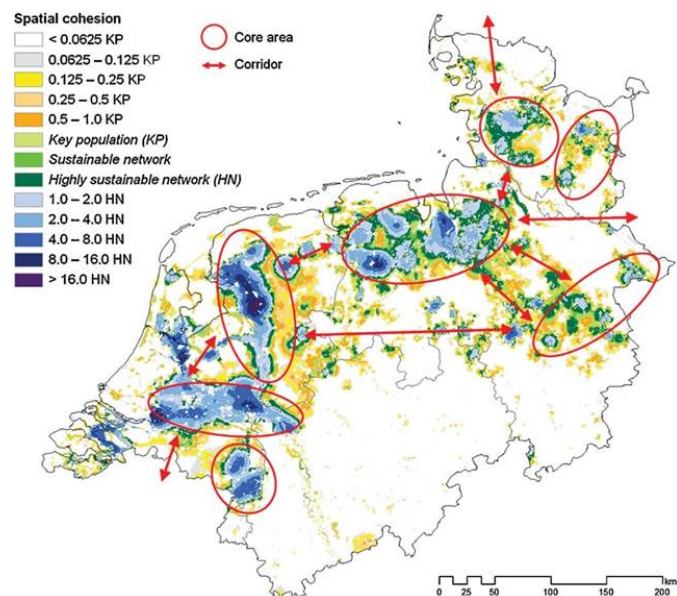 Spatial cohesion
< 0.0625 KP
0.0625 – 0.125 KP
0.125 – 0.25 KP
0.25 – 0.5 KP
0.5 – 1.0 KP
Key population (KP)
Sustainable network
Highly sustainable network (HN)
1.0 – 2.0 HN
2.0 – 4.0 HN
4.0 – 8.0 HN
8.0 – 16.0 HN
> 16.0 HN
Core area
Corridor
km
0 25 50 100 150 200